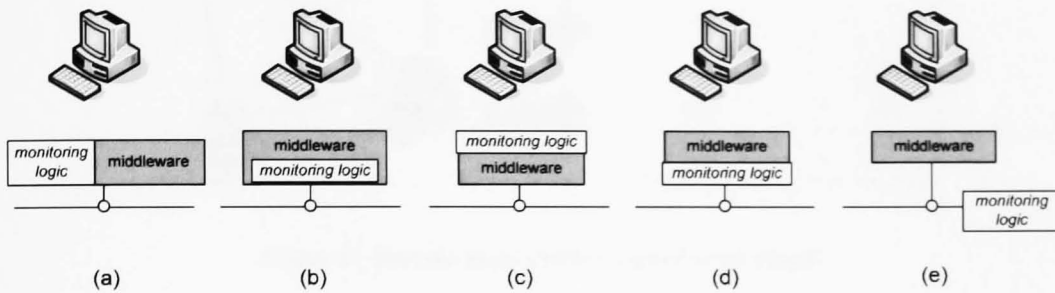 monitoring
logic
middleware
middleware
monitoring logic
monitoring logic
middleware
middleware
monitoring logic
middleware
monitoring
logic
(a)
(b)
(c)
(d)
(e)